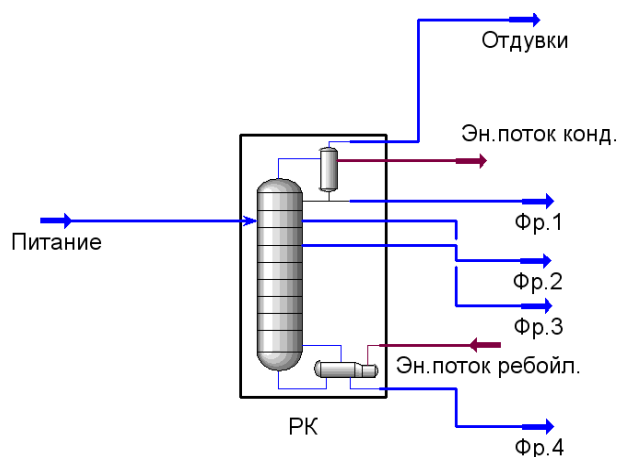 Отдувки
Эн.поток конд.
Питание
Фр.1
Фр.2
Фр.3
Эн.поток ребойл.
РК
Фр.4